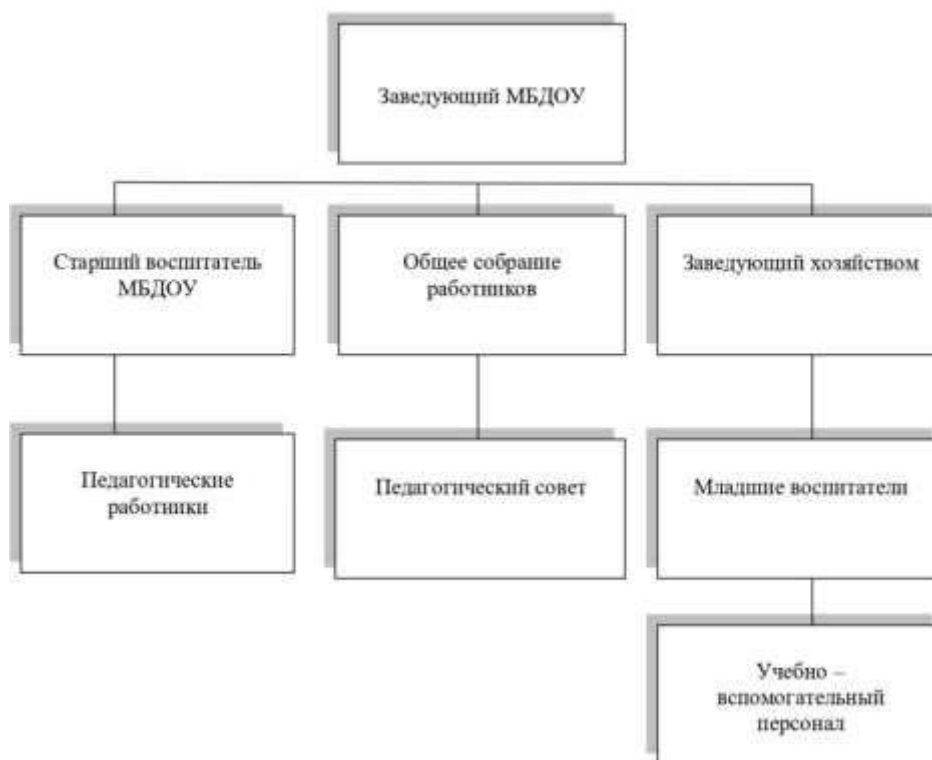 Заведующий МБДОУ
Старший воспитатель
МБДОУ
Общее собрание
работников
Заведующий хозяйством
Педагогические
работники
Педагогический совет
Младшие воспитатели
Учебно –
вспомогательный
персонал